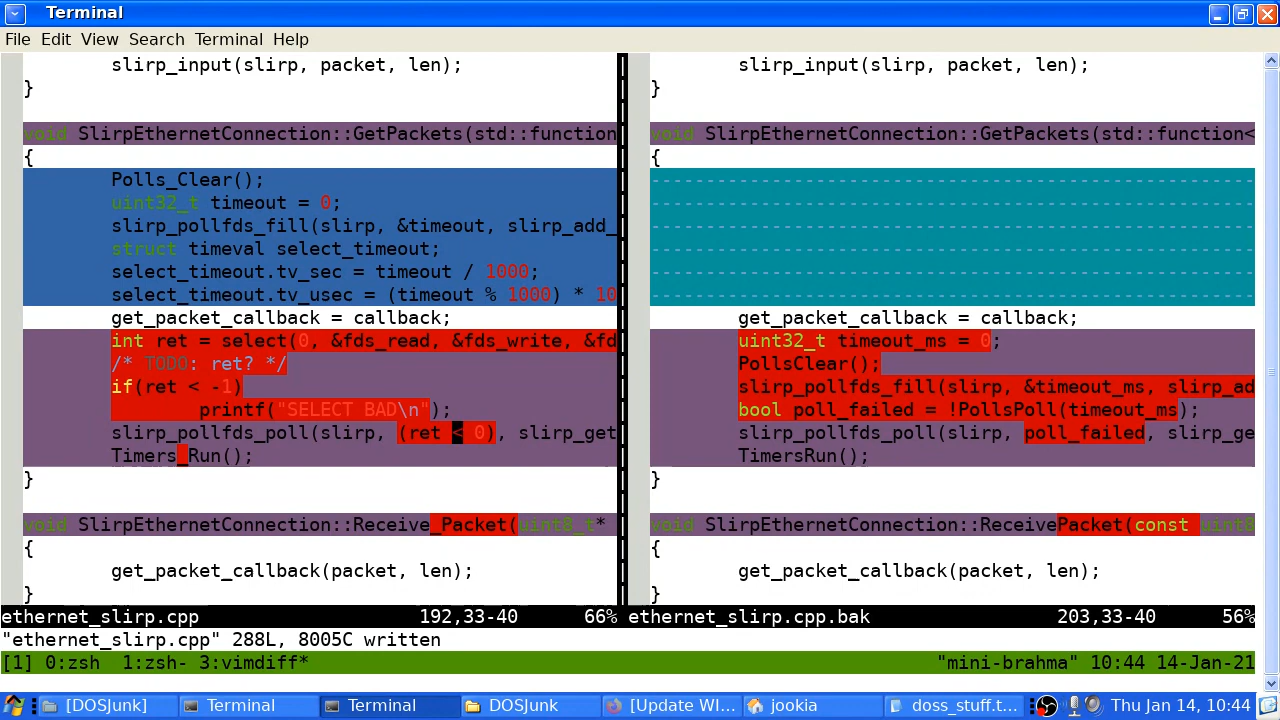 Terminal
File Edit View Search Terminal Help
slirp_input(slirp, packet, len);
}
void SlirpEthernetConnection::GetPackets(std::function
{
Polls_Clear();
uint32_t timeout = 0;
slirp_pollfds_fill(slirp, &timeout, slirp_add_
struct timeval select_timeout;
select_timeout.tv_sec = timeout / 1000;
select_timeout.tv_usec = (timeout % 1000) * 10
get_packet_callback = callback;
int ret = select(0, &fds_read, &fds_write, &fd
/* TODO: ret? */
if(ret < -1)
printf("SELECT BAD\n");
slirp_pollfds_poll(slirp, (ret < 0), slirp_get
Timers_Run();
}
void SlirpEthernetConnection::Receive_Packet(uint8_t*
{
get_packet_callback(packet, len);
}
ethernet_slirp.cpp 192,33-40 66%
slirp_input(slirp, packet, len);
}
void SlirpEthernetConnection::GetPackets(std::function<
{
get_packet_callback = callback;
uint32_t timeout_ms = 0;
PollsClear();
slirp_pollfds_fill(slirp, &timeout_ms, slirp_ad
bool poll_failed = !PollsPoll(timeout_ms);
slirp_pollfds_poll(slirp, poll_failed, slirp_ge
TimersRun();
}
void SlirpEthernetConnection::ReceivePacket(const uint8
{
get_packet_callback(packet, len);
}
ethernet_slirp.cpp.bak 203,33-40 56%
"ethernet_slirp.cpp" 288L, 8005C written
[1] 0:zsh 1:zsh- 3:vimdiff* "mini-brahma" 10:44 14-Jan-21
[DOSJunk] Terminal Terminal DOSJunk [Update WI... jookia doss_stuff.t... Thu Jan 14, 10:44